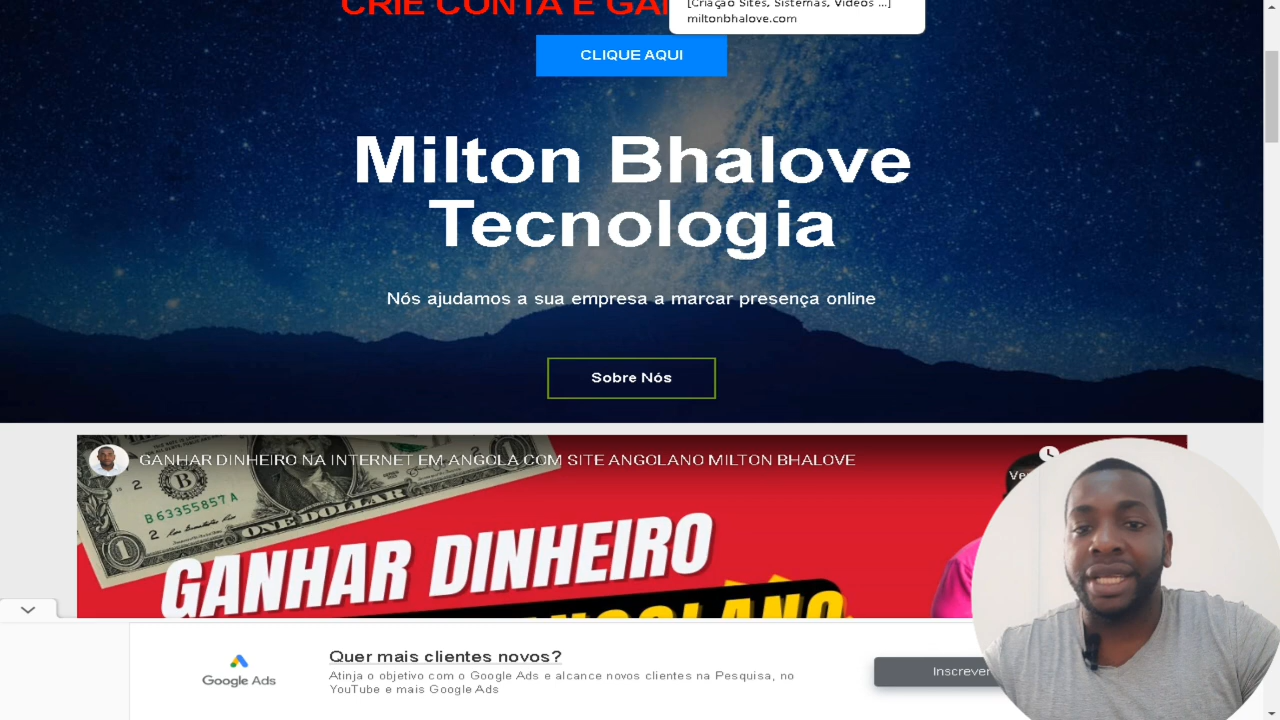 CRIE CONTA E
[Criação Sites, Sistemas, Vídeos ...]
miltonbhalove.com
CLIQUE AQUI
Milton Bhalove
Tecnologia
Nós ajudamos a sua empresa a marcar presença online
Sobre Nós
GANHAR DINHEIRO NA INTERNET EM ANGOLA COM SITE ANGOLANO MILTON BHALOVE
B 63355857 A
ONE DOLLAR
GANHAR DINHEIRO
Quer mais clientes novos?
Atinja o objetivo com o Google Ads e alcance novos clientes na Pesquisa, no
YouTube e mais Google Ads
Google Ads
Inscrever